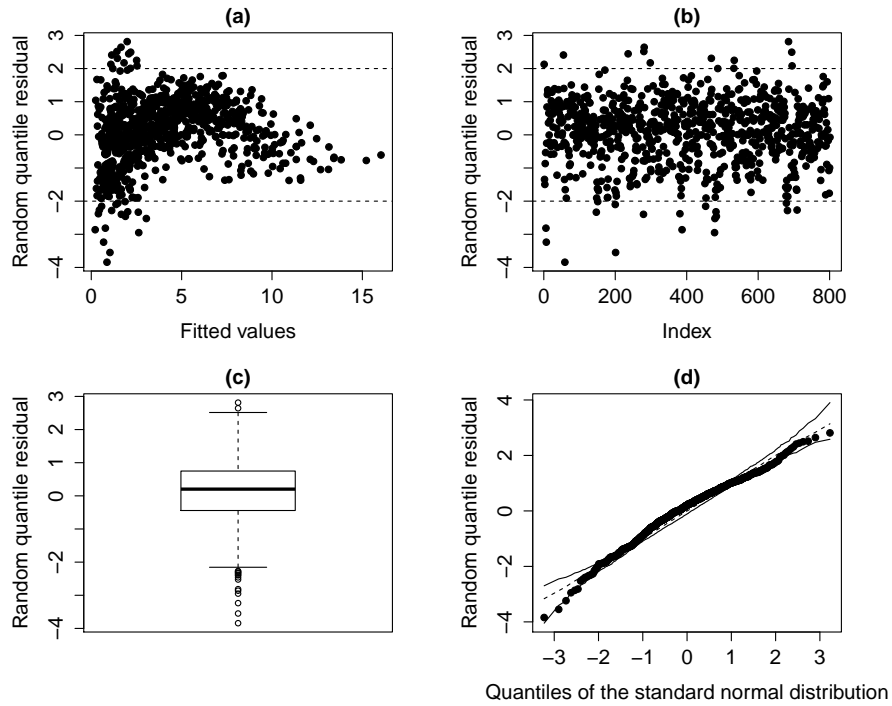 (a)
Random quantile residual
3
2
1
0
−2
−4
0 5 10 15
Fitted values
(b)
Random quantile residual
3
2
1
0
−2
−4
0 200 400 600 800
Index
(c)
Random quantile residual
3
2
1
0
−2
−4
(d)
Random quantile residual
4
2
0
−2
−4
−3 −2 −1 0 1 2 3
Quantiles of the standard normal distribution